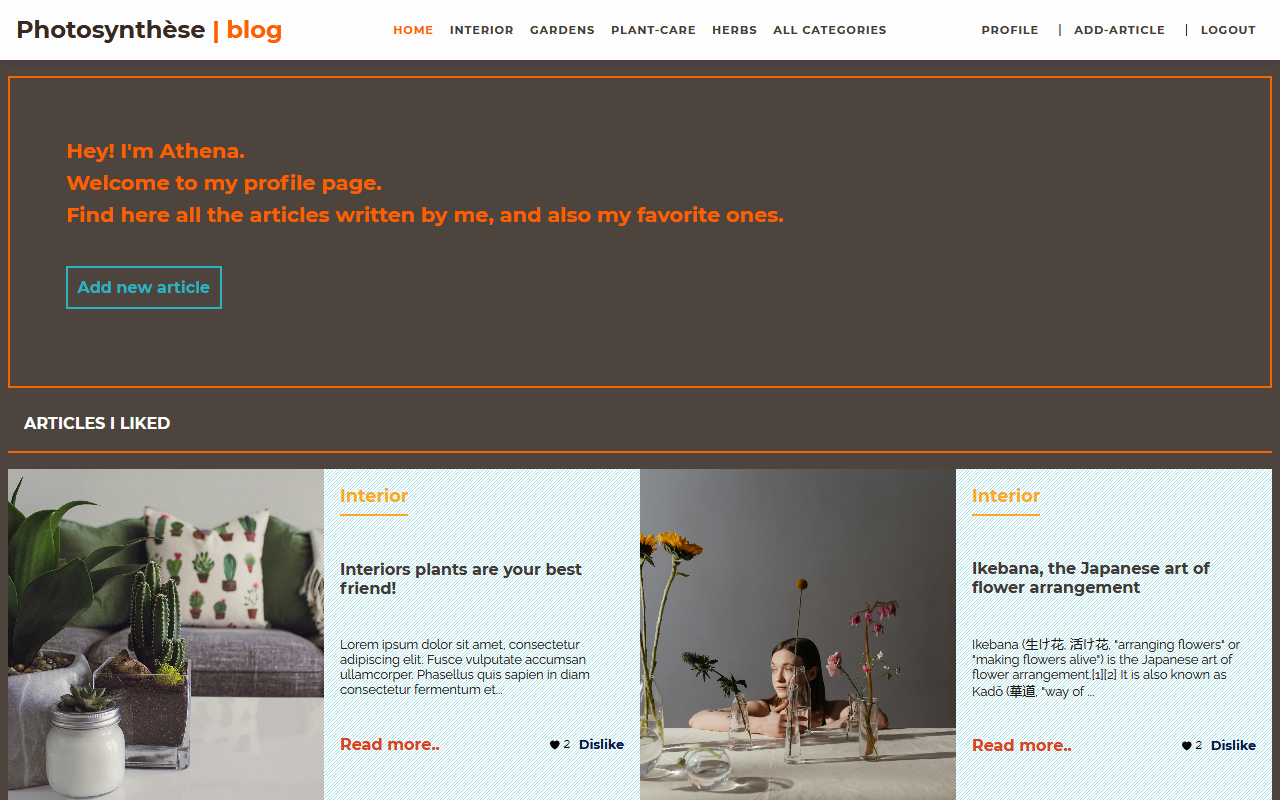 Photosynthèse | blog
HOME INTERIOR GARDENS PLANT-CARE HERBS ALL CATEGORIES
PROFILE | ADD-ARTICLE | LOGOUT
Hey! I'm Athena.
Welcome to my profile page.
Find here all the articles written by me, and also my favorite ones.
Add new article
ARTICLES I LIKED
Interior
Interiors plants are your best
friend!
Lorem ipsum dolor sit amet, consectetur
adipiscing elit. Fusce vulputate accumsan
ullamcorper. Phasellus quis sapien in diam
consectetur fermentum et...
Read more..
2 Dislike
Interior
Ikebana, the Japanese art of
flower arrangement
Ikebana (生け花, 活け花, "arranging flowers" or
"making flowers alive") is the Japanese art of
flower arrangement.[1][2] It is also known as
Kadō (華道, "way of ...
Read more..
2 Dislike